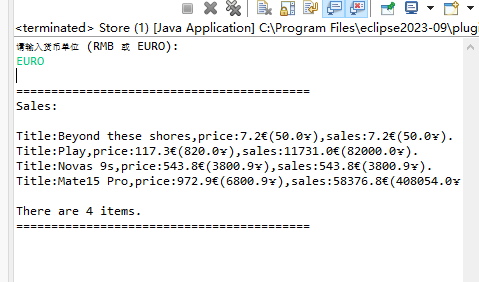 <terminated> Store (1) [Java Application] C:\Program Files\eclipse2023-09\plug
请输入货币单位 (RMB 或 EURO):
EURO
=========================================
Sales:
Title:Beyond these shores,price:7.2€(50.0¥),sales:7.2€(50.0¥).
Title:Play,price:117.3€(820.0¥),sales:11731.0€(82000.0¥).
Title:Novas 9s,price:543.8€(3800.9¥),sales:543.8€(3800.9¥).
Title:Mate15 Pro,price:972.9€(6800.9¥),sales:58376.8€(408054.0¥
There are 4 items.
=========================================